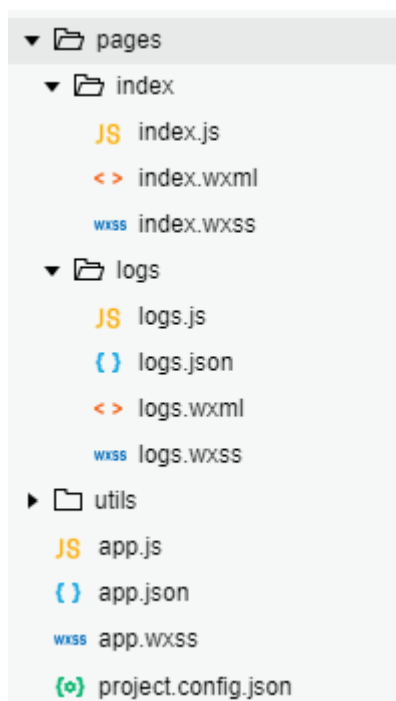 pages
index
JS index.js
< > index.wxml
wxss index.wxss
logs
JS logs.js
{ } logs.json
< > logs.wxml
wxss logs.wxss
utils
JS app.js
{ } app.json
wxss app.wxss
{o} project.config.json